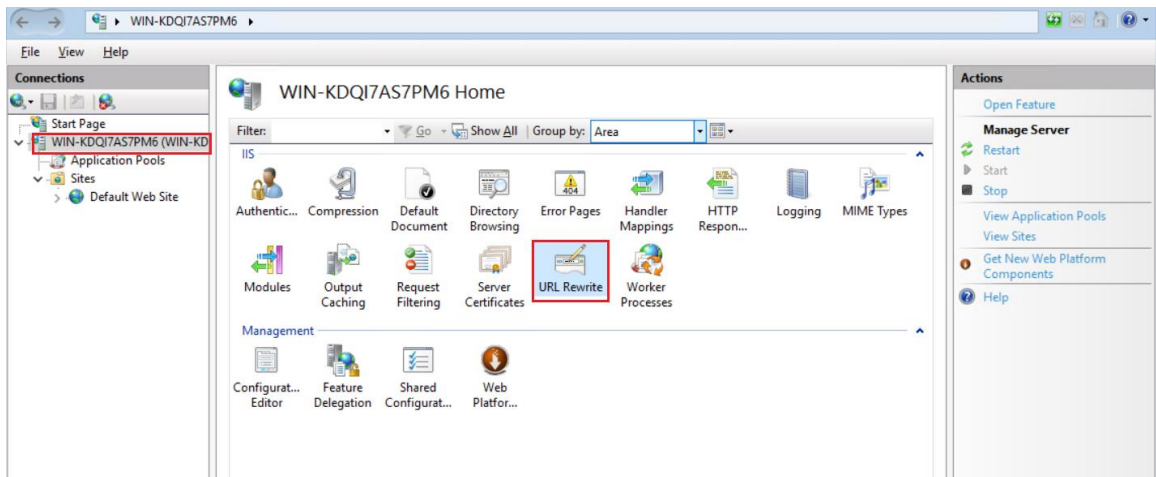 WIN-KDQI7AS7PM6
File View Help
Connections
Start Page
WIN-KDQI7AS7PM6 (WIN-KD
Application Pools
Sites
Default Web Site
WIN-KDQI7AS7PM6 Home
Filter: Go Show All Group by: Area
IIS
Authentic... Compression Default Directory Error Pages Handler HTTP Logging MIME Types
Document Browsing Mappings Respon...
404
Modules Output Request Server URL Rewrite Worker
Caching Filtering Certificates Processes
Management
Configurat... Feature Shared Web
Editor Delegation Configurat... Platfor...
Actions
Open Feature
Manage Server
Restart
Start
Stop
View Application Pools
View Sites
Get New Web Platform
Components
Help